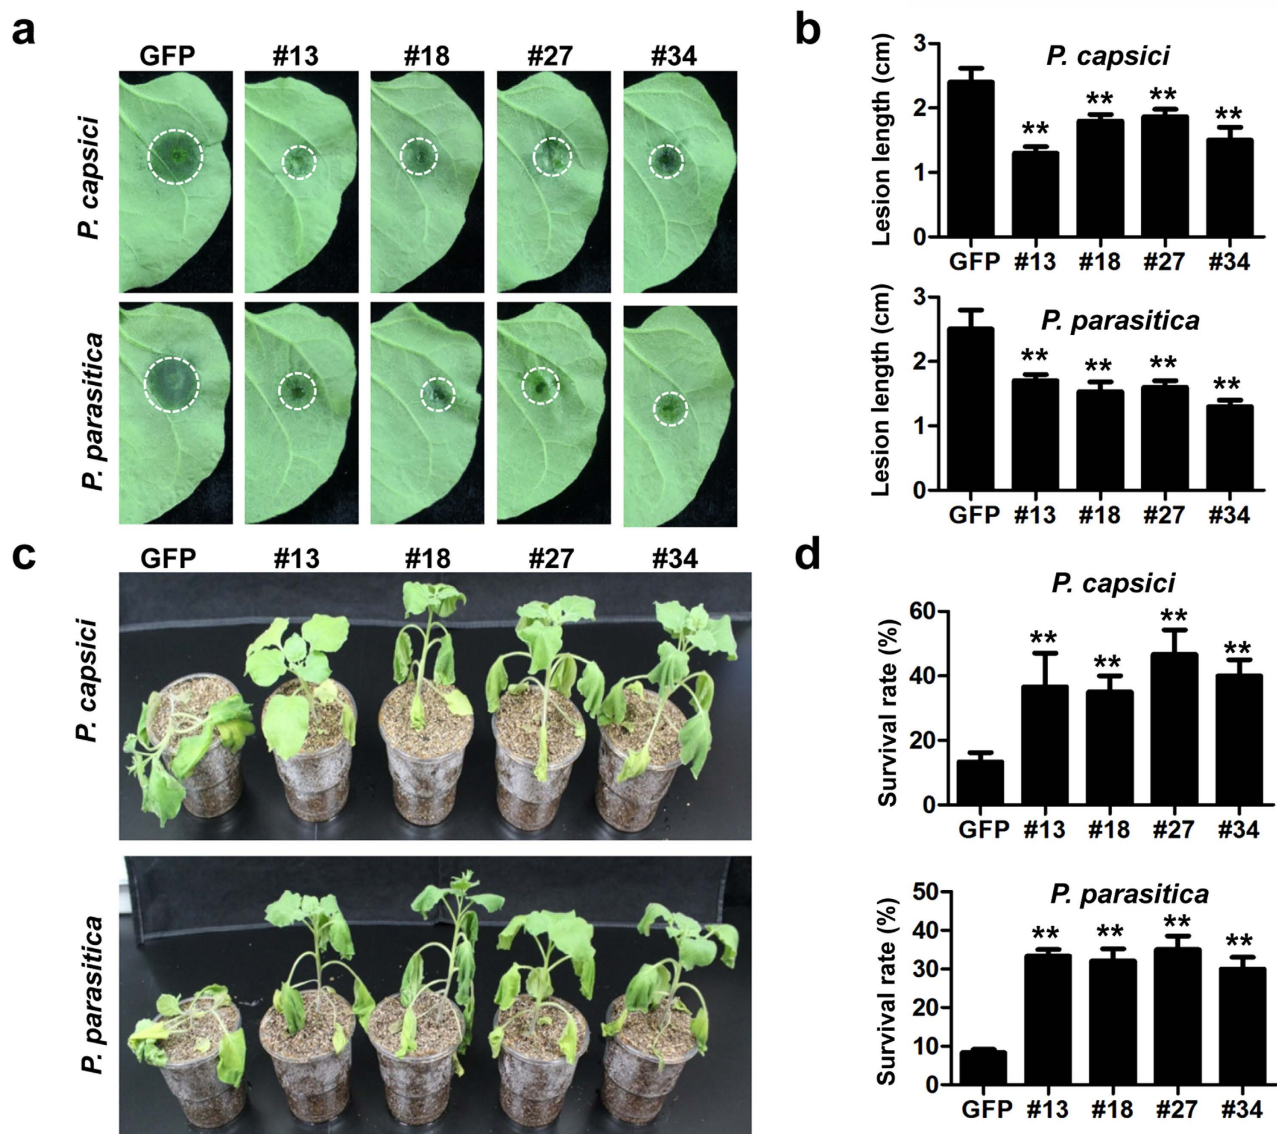 a
GFP #13 #18 #27 #34
P. capsici
P. parasitica
b
P. capsici
Lesion length (cm)
3
2
1
0
** ** ** **
GFP #13 #18 #27 #34
P. parasitica
Lesion length (cm)
3
2
1
0
** ** ** **
GFP #13 #18 #27 #34
c
GFP #13 #18 #27 #34
P. capsici
P. parasitica
d
P. capsici
Survival rate (%)
60
40
20
0
** ** ** **
GFP #13 #18 #27 #34
P. parasitica
Survival rate (%)
50
40
30
20
10
0
** ** ** **
GFP #13 #18 #27 #34